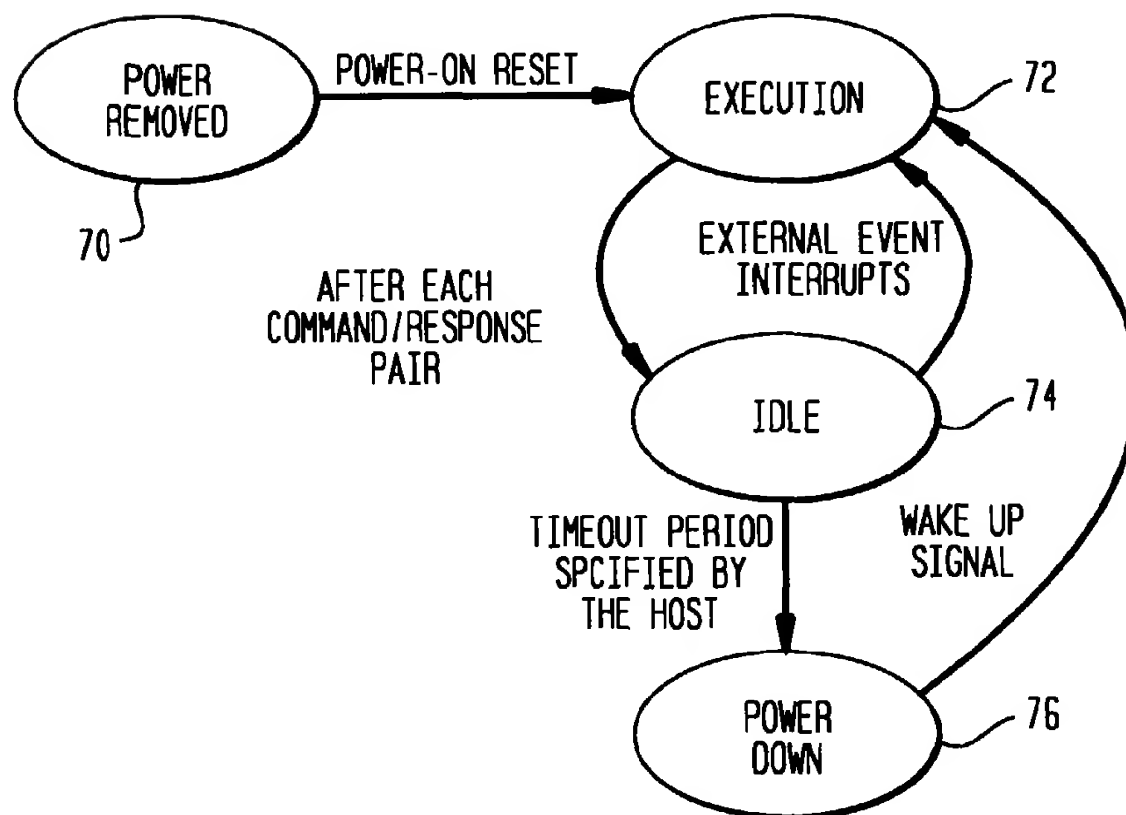 POWER
REMOVED
70
POWER-ON RESET
EXECUTION
72
AFTER EACH
COMMAND/RESPONSE
PAIR
EXTERNAL EVENT
INTERRUPTS
IDLE
74
TIMEOUT PERIOD
SPCIFIED BY
THE HOST
WAKE UP
SIGNAL
POWER
DOWN
76